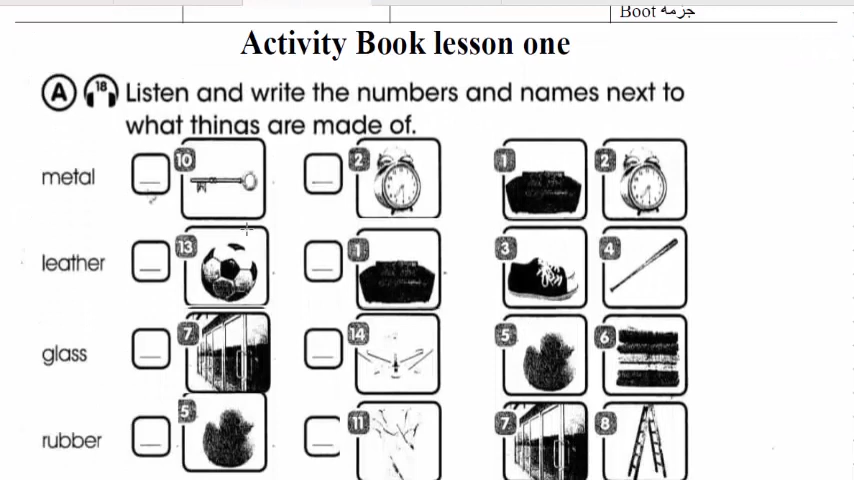 Boot جزمه
Activity Book lesson one
A 18 Listen and write the numbers and names next to
what things are made of.
metal 10 2 1 2
leather 13 1 3 4
glass 7 14 5 6
rubber 5 11 7 8